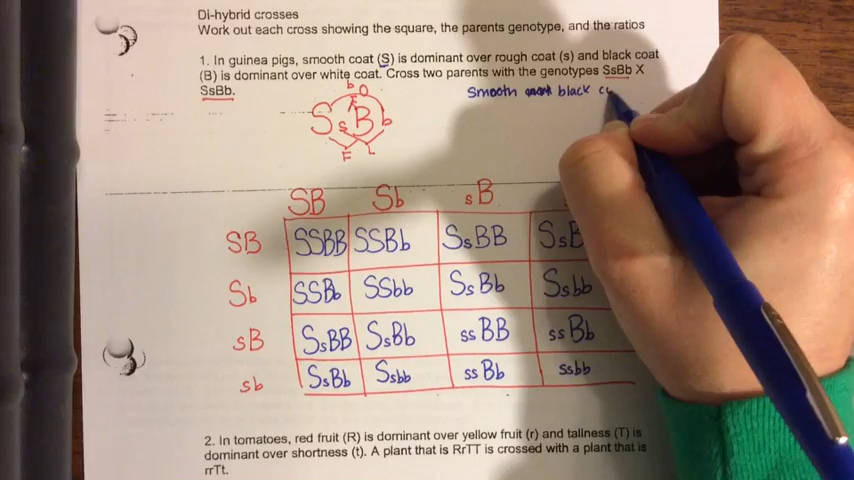 Di-hybrid crosses
Work out each cross showing the square, the parents genotype, and the ratios
1. In guinea pigs, smooth coat (S) is dominant over rough coat (s) and black coat
(B) is dominant over white coat. Cross two parents with the genotypes SsBb X
SsBb.
Smooth black
b O
S s B b
F L
SB Sb sB
SB SSBB SSBb SsBB SsB
Sb SSBb SSbb SsBb Ssbb
sB SsBB SsBb ssBB ssBb
sb SsBb Ssbb ssBb ssbb
2. In tomatoes, red fruit (R) is dominant over yellow fruit (r) and tallness (T) is
dominant over shortness (t). A plant that is RrTT is crossed with a plant that is
rrTt.